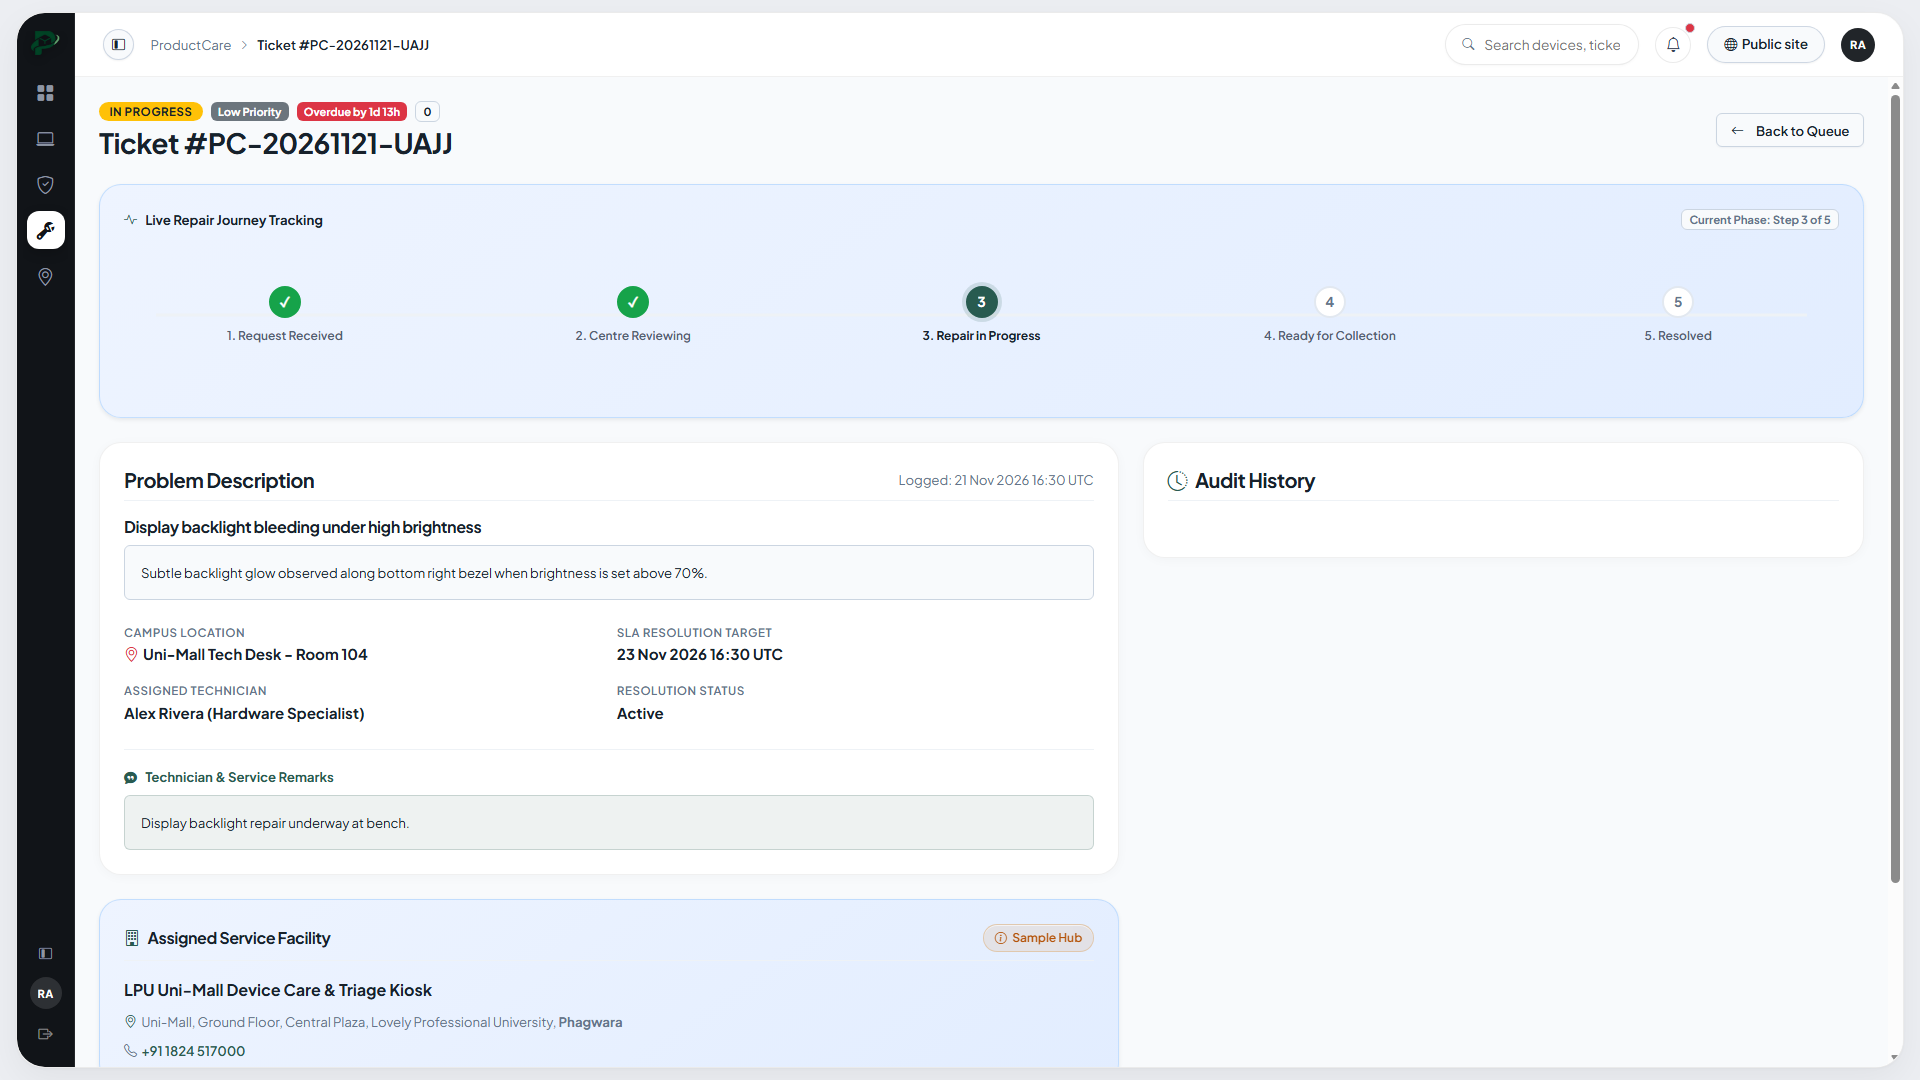 ProductCare > Ticket #PC-20261121-UAJJ
Search devices, ticke
Public site
RA
IN PROGRESS
Low Priority
Overdue by 1d 13h
0
Ticket #PC-20261121-UAJJ
Back to Queue
Live Repair Journey Tracking
Current Phase: Step 3 of 5
3
4
5
1. Request Received
2. Centre Reviewing
3. Repair in Progress
4. Ready for Collection
5. Resolved
Problem Description
Logged: 21 Nov 2026 16:30 UTC
Display backlight bleeding under high brightness
Subtle backlight glow observed along bottom right bezel when brightness is set above 70%.
CAMPUS LOCATION
Uni-Mall Tech Desk - Room 104
SLA RESOLUTION TARGET
23 Nov 2026 16:30 UTC
ASSIGNED TECHNICIAN
Alex Rivera (Hardware Specialist)
RESOLUTION STATUS
Active
Technician & Service Remarks
Display backlight repair underway at bench.
Audit History
Assigned Service Facility
Sample Hub
LPU Uni-Mall Device Care & Triage Kiosk
Uni-Mall, Ground Floor, Central Plaza, Lovely Professional University, Phagwara
+91 1824 517000
RA